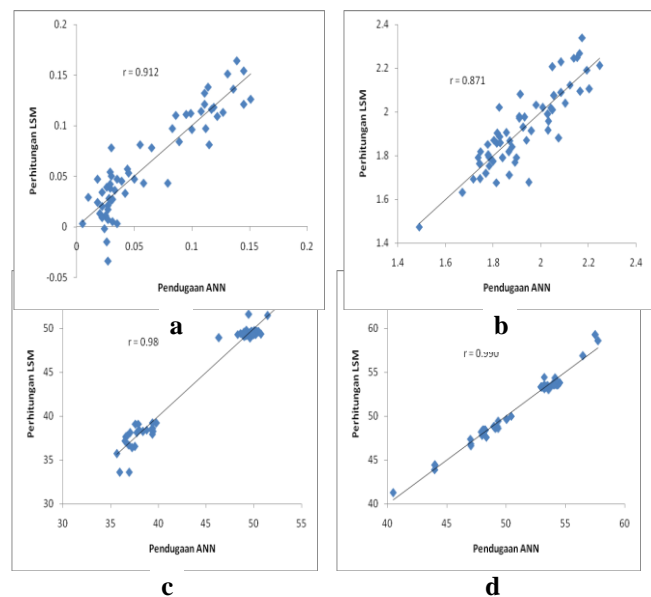 0.2
0.15
0.1
0.05
0
-0.05
Perhitungan LSM
r = 0.912
0 0.05 0.1 0.15 0.2
Pendugaan ANN
a
2.4
2.2
2
1.8
1.6
1.4
Perhitungan LSM
r = 0.871
1.4 1.6 1.8 2 2.2 2.4
Pendugaan ANN
b
50
45
40
35
30
Perhitungan LSM
r = 0.98
30 35 40 45 50 55
Pendugaan ANN
c
60
55
50
45
40
Perhitungan LSM
r = 0.990
40 45 50 55 60
Pendugaan ANN
d